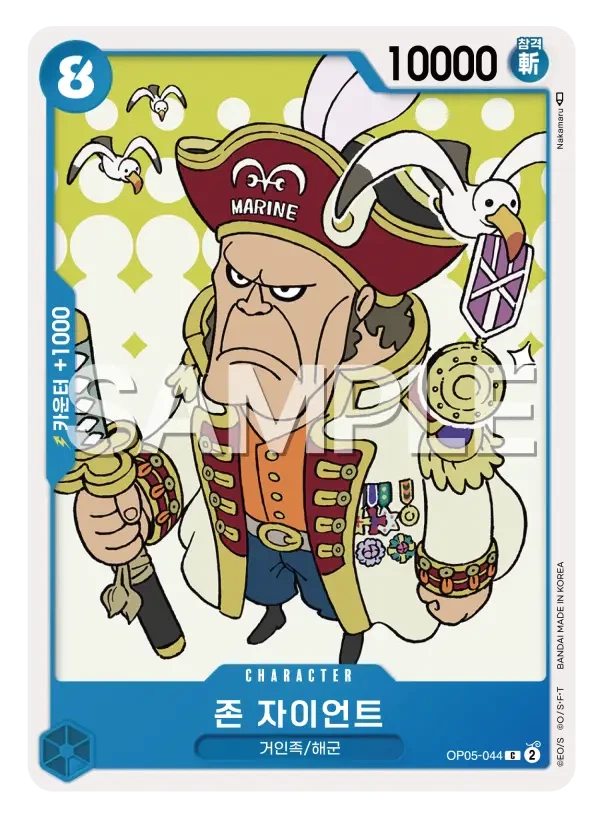 8
10000
참격
斬
Nakamaru
MARINE
⚡카운터 +1000
SAMPLE
CHARACTER
존 자이언트
거인족/해군
OP05-044 C 2
©EO/S ©O/S·F·T BANDAI MADE IN KOREA